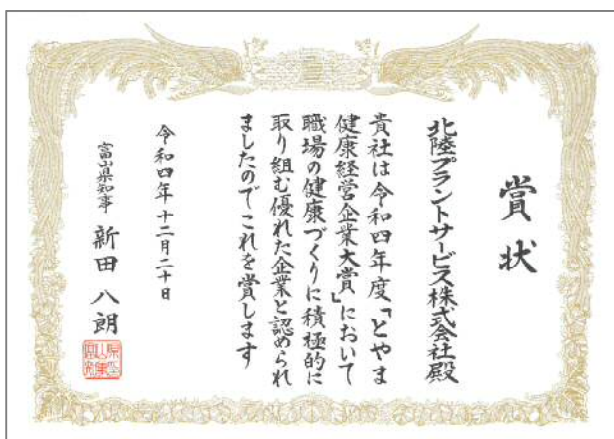 賞状
北陸プラントサービス株式会社殿
貴社は令和四年度「とやま
健康経営企業大賞」において
職場の健康づくりに積極的に
取り組む優れた企業と認められ
ましたのでこれを賞します
令和四年十二月二十日
富山県知事 新田八朗